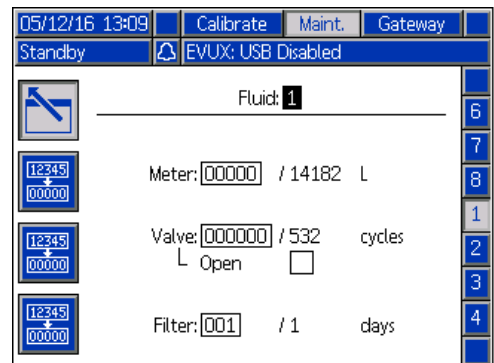 05/12/16 13:09 Calibrate Maint. Gateway
Standby EVUX: USB Disabled
Fluid: 1
6
7
12345
00000
Meter: 00000 / 14182 L
8
1
12345
00000
Valve: 000000 / 532 cycles
2
Open
3
12345
00000
Filter: 001 / 1 days
4